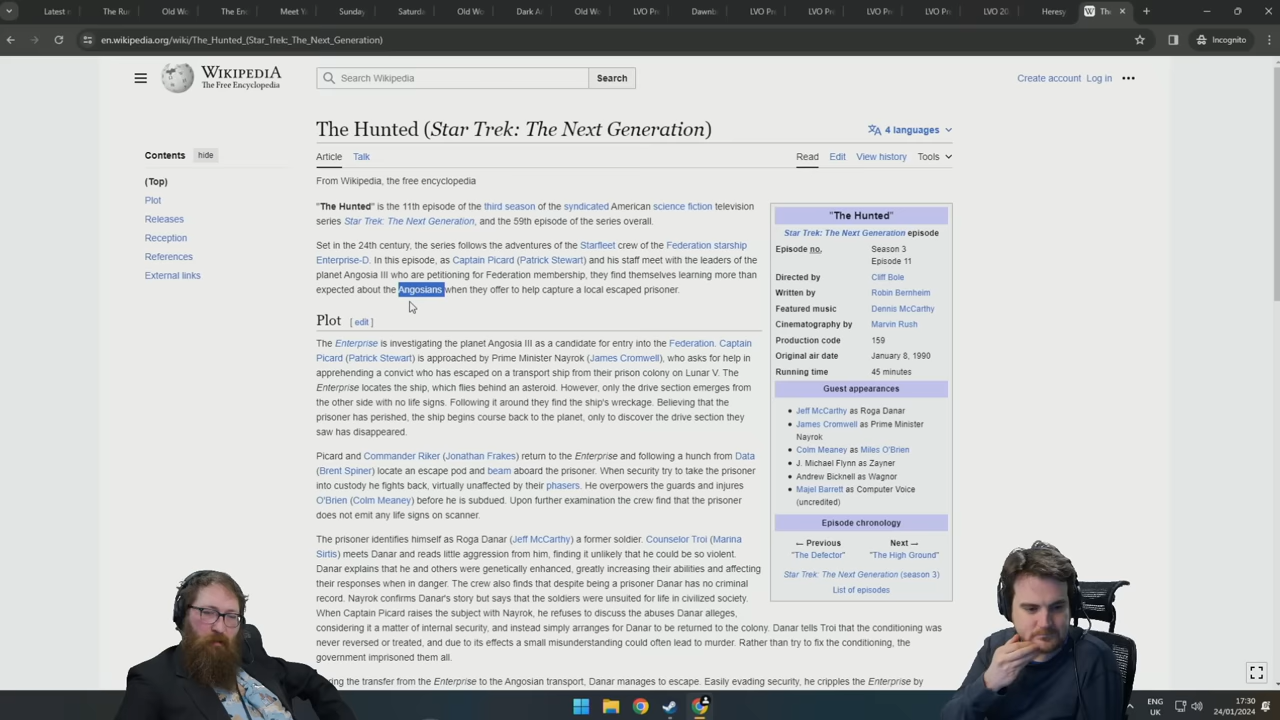 Latest
The Ru
Old Wo
The En
Meet Y
Sunday
Saturda
Old Wo
Dark A
Old Wo
LVO Pr
Dawnb
LVO Pr
LVO Pr
LVO Pr
LVO Pr
LVO 20
Heresy
The
en.wikipedia.org/wiki/The_Hunted_(Star_Trek:_The_Next_Generation)
Incognito
WIKIPEDIA
The Free Encyclopedia
Search Wikipedia
Search
Create account Log in
The Hunted (Star Trek: The Next Generation)
4 languages
Contents hide
Article Talk
Read Edit View history Tools
(Top)
Plot
Releases
Reception
References
External links
From Wikipedia, the free encyclopedia
"The Hunted" is the 11th episode of the third season of the syndicated American science fiction television
series Star Trek: The Next Generation, and the 59th episode of the series overall.
Set in the 24th century, the series follows the adventures of the Starfleet crew of the Federation starship
Enterprise-D. In this episode, as Captain Picard (Patrick Stewart) and his staff meet with the leaders of the
planet Angosia III who are petitioning for Federation membership, they find themselves learning more than
expected about the Angosians when they offer to help capture a local escaped prisoner.
Plot [ edit ]
The Enterprise is investigating the planet Angosia III as a candidate for entry into the Federation. Captain
Picard (Patrick Stewart) is approached by Prime Minister Nayrok (James Cromwell), who asks for help in
apprehending a convict who has escaped on a transport ship from their prison colony on Lunar V. The
Enterprise locates the ship, which flies behind an asteroid. However, only the drive section emerges from
the other side with no life signs. Following it around they find the ship's wreckage. Believing that the
prisoner has perished, the ship begins course back to the planet, only to discover the drive section they
saw has disappeared.
Picard and Commander Riker (Jonathan Frakes) return to the Enterprise and following a hunch from Data
(Brent Spiner) locate an escape pod and beam aboard the prisoner. When security try to take the prisoner
into custody he fights back, virtually unaffected by their phasers. He overpowers the guards and injures
O'Brien (Colm Meaney) before he is subdued. Upon further examination the crew find that the prisoner
does not emit any life signs on scanner.
The prisoner identifies himself as Roga Danar (Jeff McCarthy) a former soldier. Counselor Troi (Marina
Sirtis) meets Danar and reads little aggression from him, finding it unlikely that he could be so violent.
Danar explains that he and others were genetically enhanced, greatly increasing their abilities and affecting
their responses when in danger. The crew also finds that despite being a prisoner Danar has no criminal
record. Nayrok confirms Danar's story but says that the soldiers were unsuited for life in civilized society.
When Captain Picard raises the subject with Nayrok, he refuses to discuss the abuses Danar alleges,
considering it a matter of internal security, and instead simply arranges for Danar to be returned to the colony. Danar tells Troi that the conditioning was
never reversed or treated, and due to its effects a small misunderstanding could often lead to murder. Rather than try to fix the conditioning, the
government imprisoned them all.
the transfer from the Enterprise to the Angosian transport, Danar manages to escape. Easily evading security, he cripples the Enterprise by
"The Hunted"
Star Trek: The Next Generation episode
Episode no. Season 3
Episode 11
Directed by Cliff Bole
Written by Robin Bernheim
Featured music Dennis McCarthy
Cinematography by Marvin Rush
Production code 159
Original air date January 8, 1990
Running time 45 minutes
Guest appearances
Jeff McCarthy as Roga Danar
James Cromwell as Prime Minister
Nayrok
Colm Meaney as Miles O'Brien
J. Michael Flynn as Zayner
Andrew Bicknell as Wagnor
Majel Barrett as Computer Voice
(uncredited)
Episode chronology
← Previous Next →
"The Defector" "The High Ground"
Star Trek: The Next Generation (season 3)
List of episodes
ENG
UK
17:30
24/01/2024